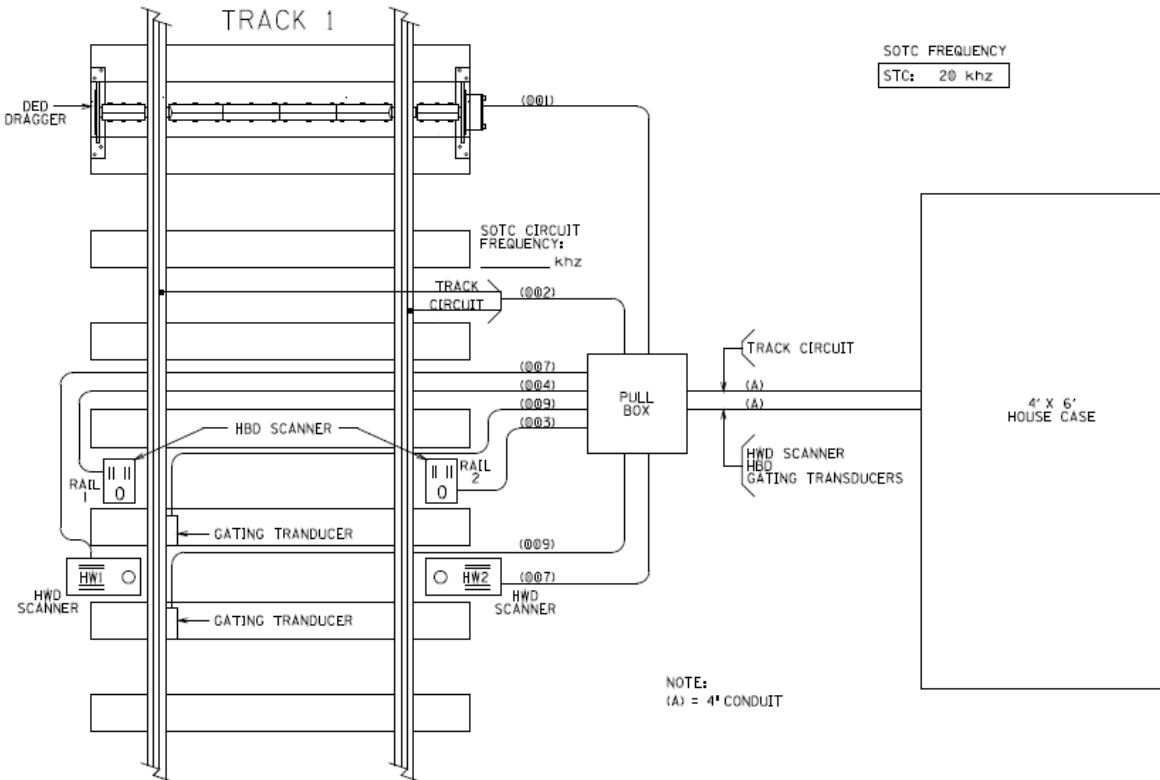 TRACK 1
SOTC FREQUENCY
STC: 20 khz
DED
DRAGGER
(001)
SOTC CIRCUIT
FREQUENCY:
khz
TRACK
CIRCUIT
(002)
(007)
(004)
(009)
(003)
PULL
BOX
TRACK CIRCUIT
(A)
(A)
HWD SCANNER
HBD
GATING TRANSDUCERS
4' X 6'
HOUSE CASE
HBD SCANNER
RAIL
1
RAIL
2
GATING TRANDUCER
(009)
HW1
HWD
SCANNER
HW2
(007)
HWD
SCANNER
GATING TRANDUCER
NOTE:
(A) = 4" CONDUIT